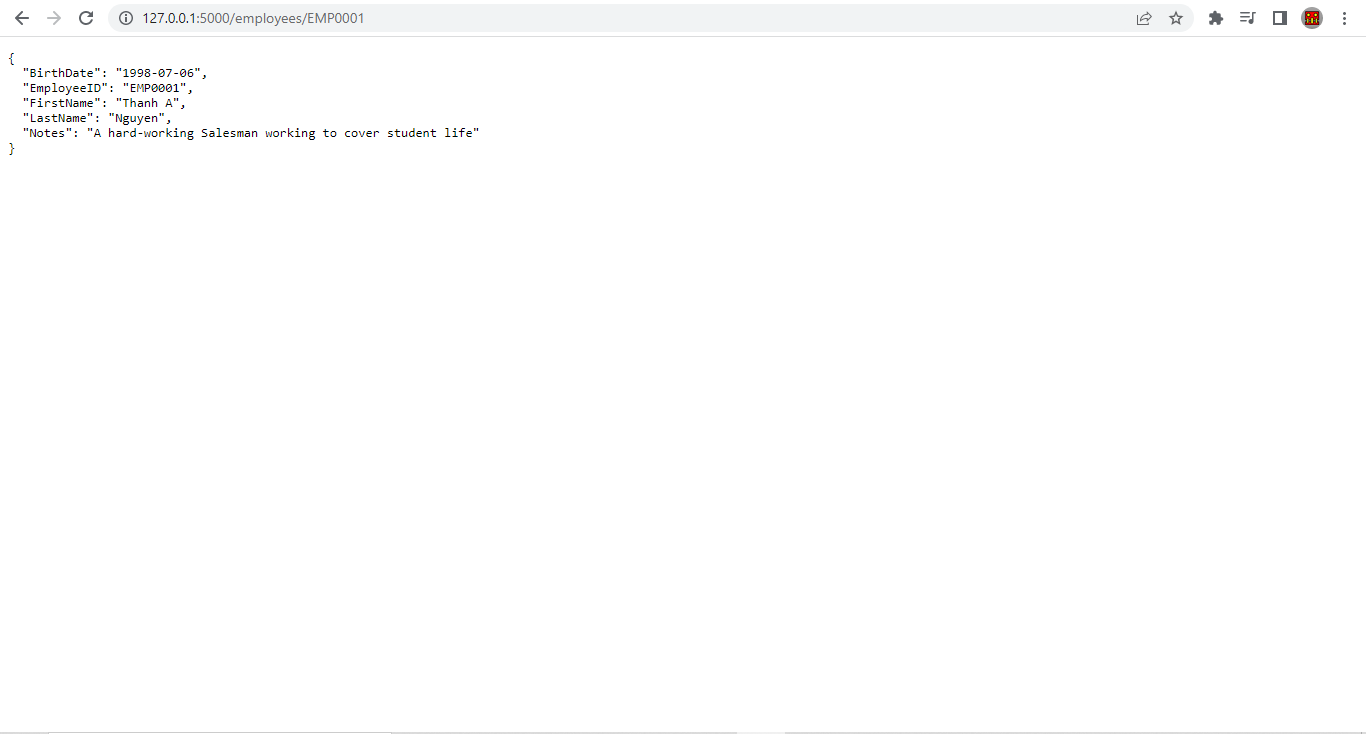 127.0.0.1:5000/employees/EMP0001
{
  "BirthDate": "1998-07-06",
  "EmployeeID": "EMP0001",
  "FirstName": "Thanh A",
  "LastName": "Nguyen",
  "Notes": "A hard-working Salesman working to cover student life"
}